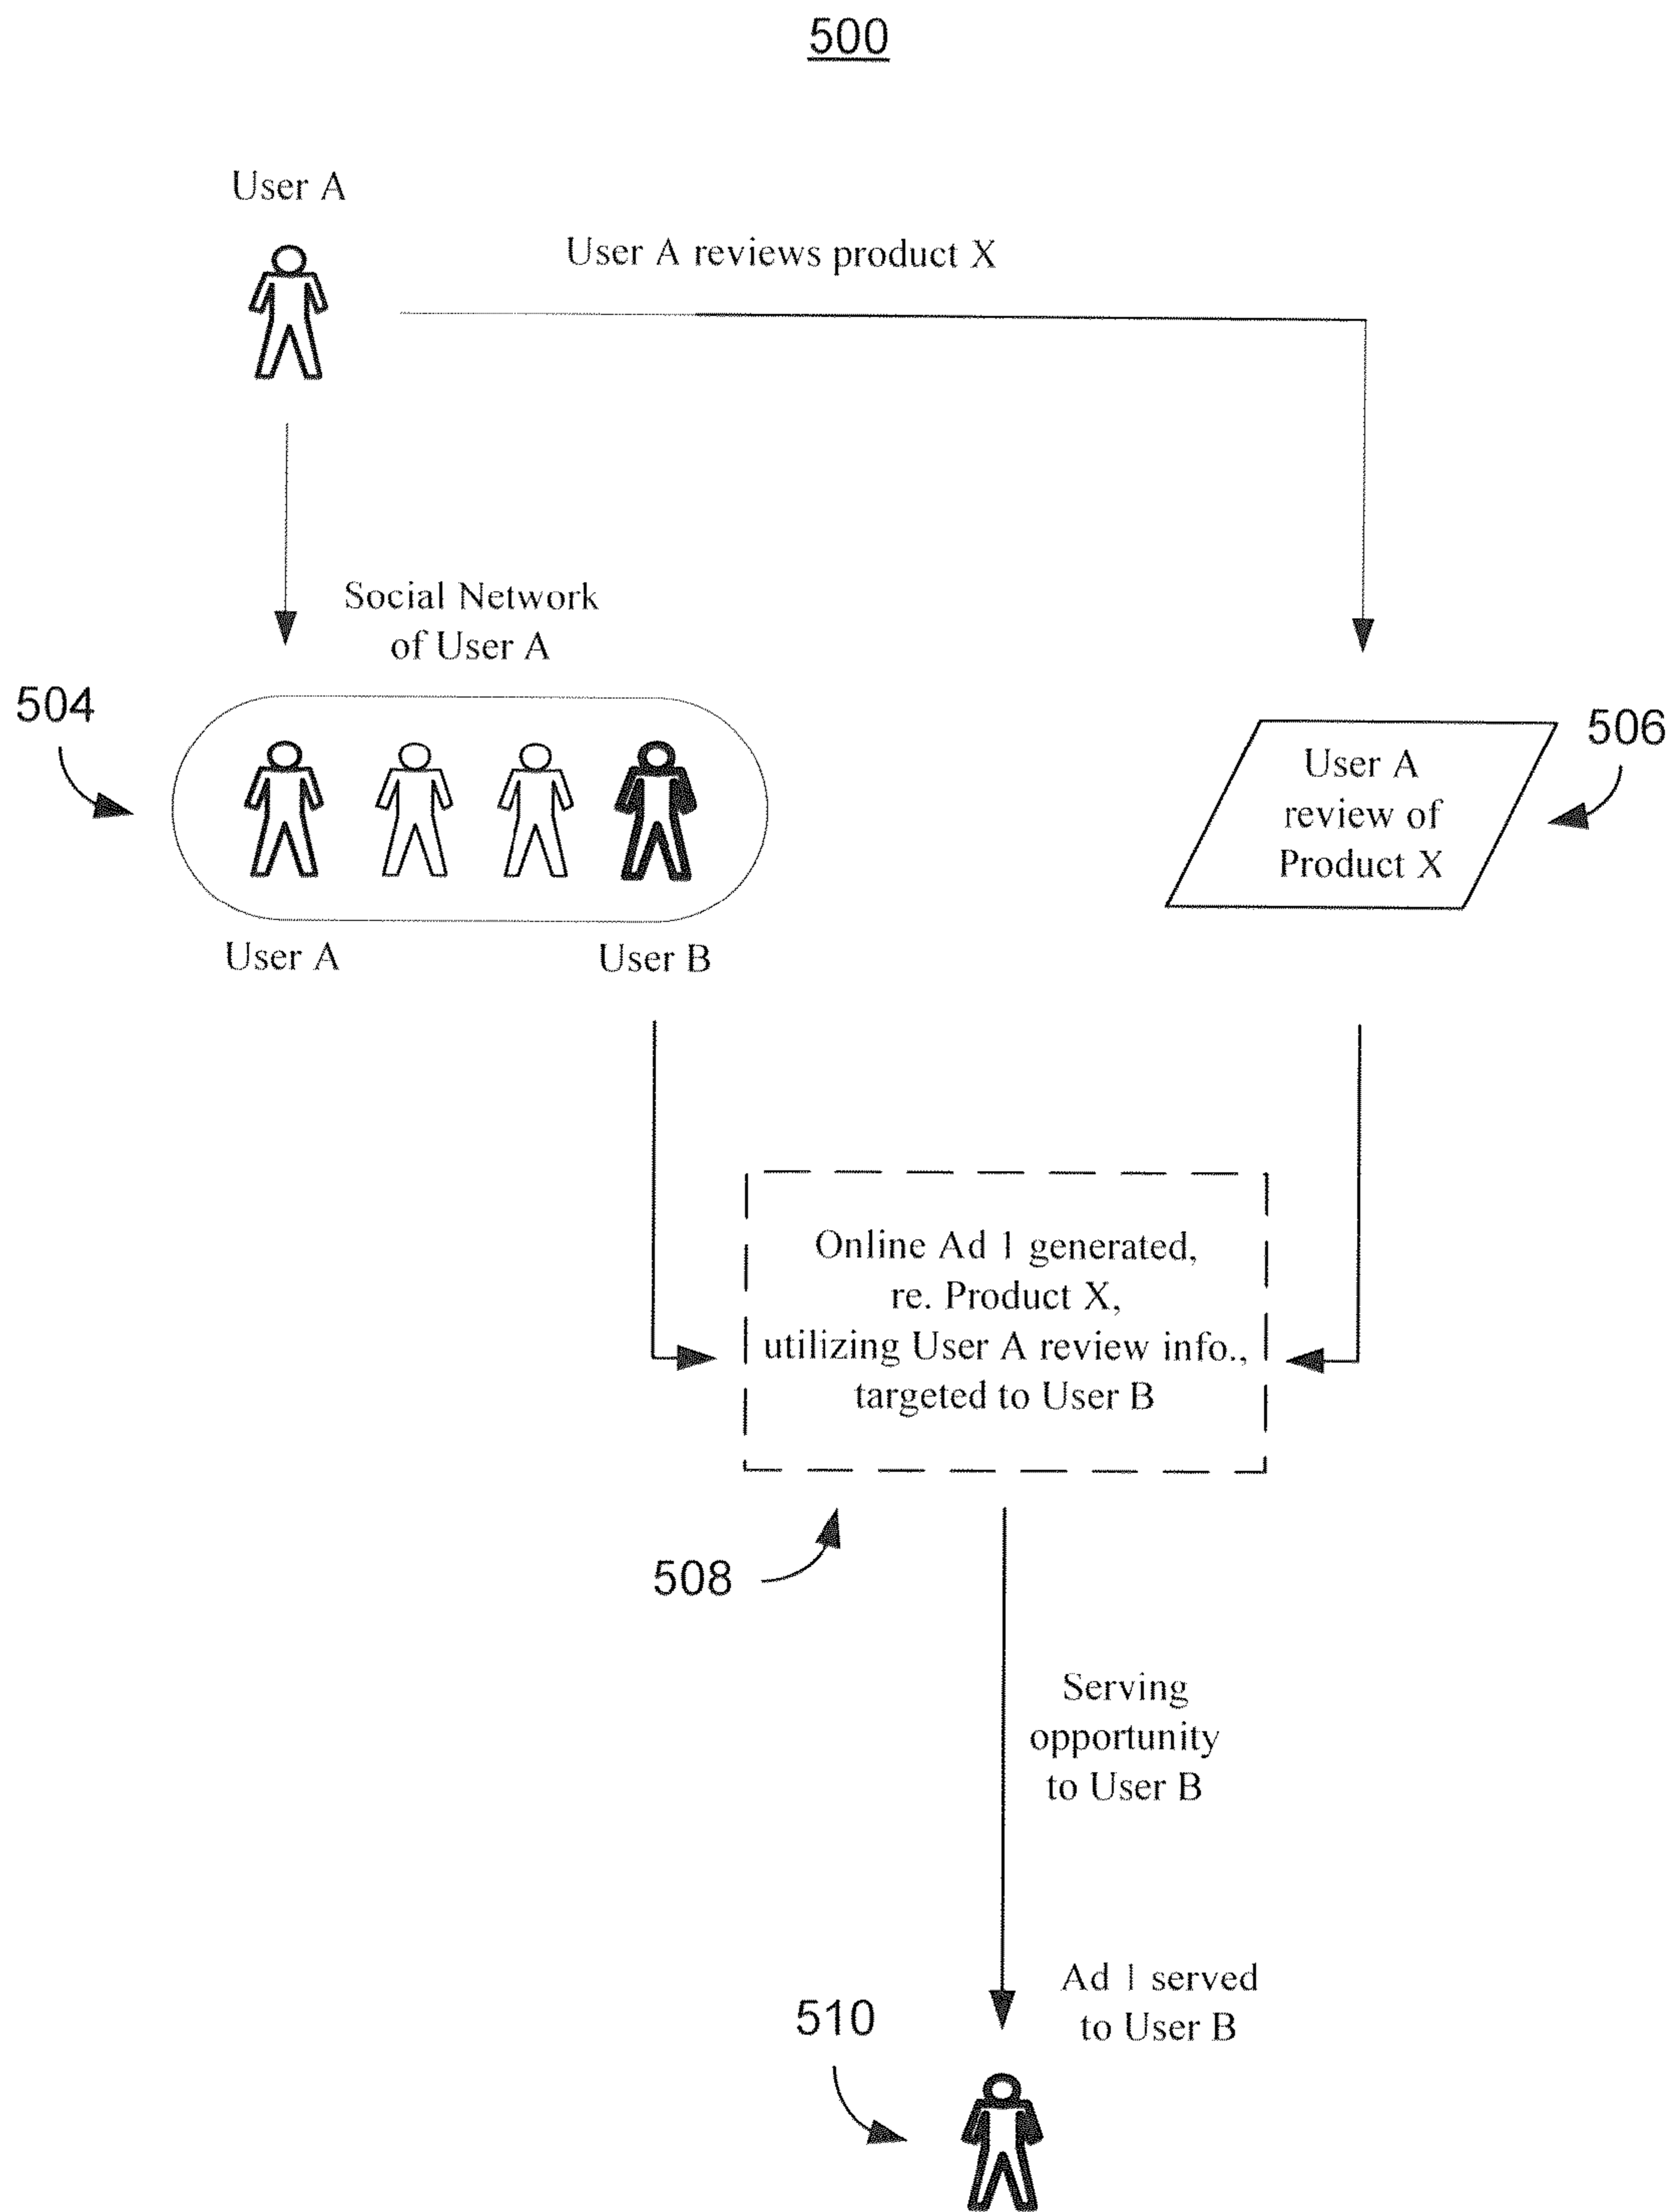 500
User A
User A reviews product X
Social Network
of User A
504
506
User A
review of
Product X
User A
User B
Online Ad 1 generated,
re. Product X,
utilizing User A review info.,
targeted to User B
508
Serving
opportunity
to User B
Ad 1 served
to User B
510